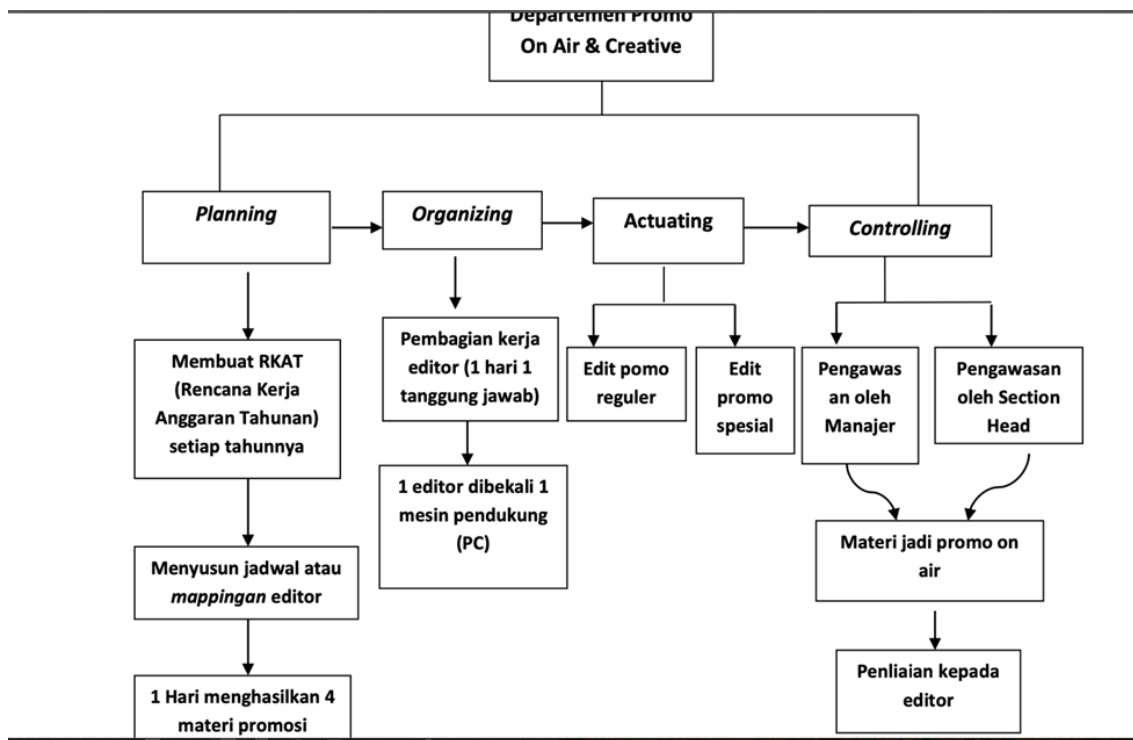 Departemen Promo
On Air & Creative
Planning
Organizing
Actuating
Controlling
Membuat RKAT
(Rencana Kerja
Anggaran Tahunan)
setiap tahunnya
Pembagian kerja
editor (1 hari 1
tanggung jawab)
Edit pomo
reguler
Edit
promo
spesial
Pengawas
an oleh
Manajer
Pengawasan
oleh Section
Head
1 editor dibekali 1
mesin pendukung
(PC)
Menyusun jadwal atau
mappingan editor
Materi jadi promo on
air
1 Hari menghasilkan 4
materi promosi
Penliaian kepada
editor